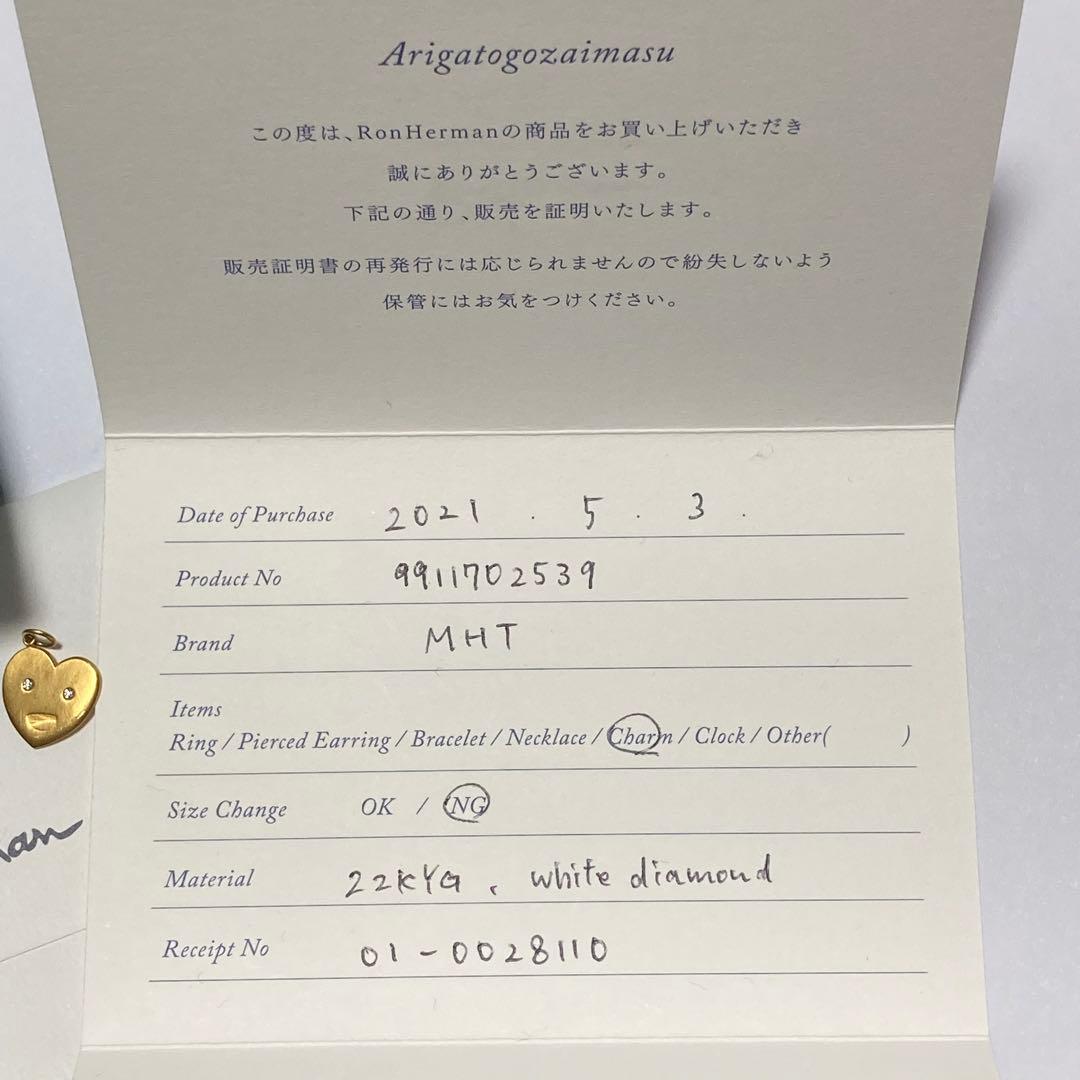 Arigatogozaimasu
この度は、RonHermanの商品をお買い上げいただき
誠にありがとうございます。
下記の通り、販売を証明いたします。
販売証明書の再発行には応じられませんので紛失しないよう
保管にはお気をつけください。
Date of Purchase 2021 . 5 . 3 .
Product No 9911702539
Brand MHT
Items
Ring / Pierced Earring / Bracelet / Necklace / Charm / Clock / Other( )
Size Change OK / NG
Material 22KYG 、 white diamond
Receipt No 01-0028110